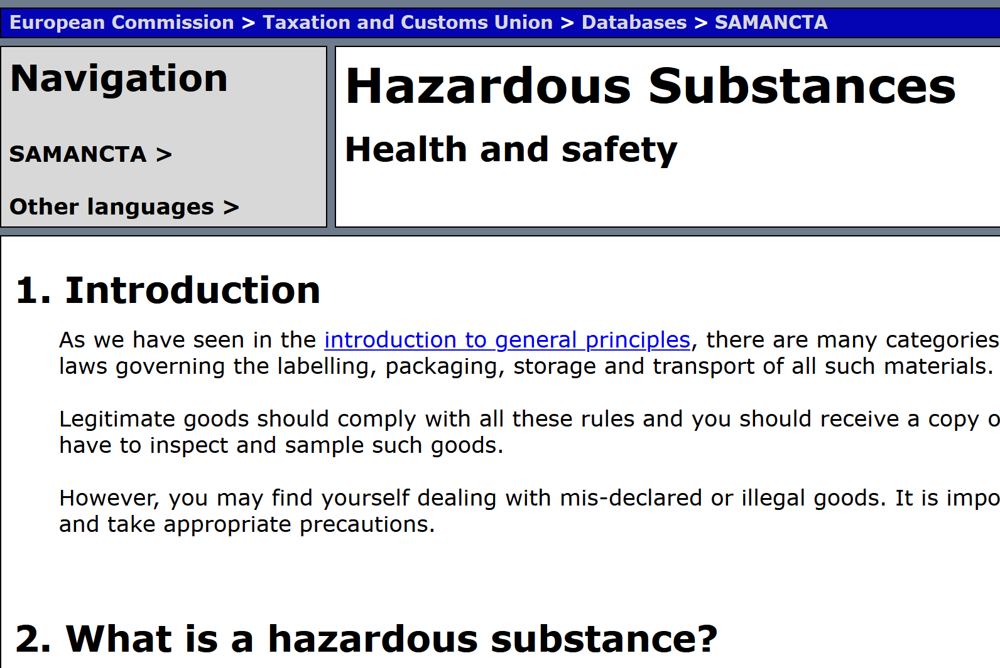 European Commission > Taxation and Customs Union > Databases > SAMANCTA
Navigation
SAMANCTA >
Other languages >
Hazardous Substances
Health and safety
1. Introduction
As we have seen in the introduction to general principles, there are many categories
laws governing the labelling, packaging, storage and transport of all such materials.
Legitimate goods should comply with all these rules and you should receive a copy
have to inspect and sample such goods.
However, you may find yourself dealing with mis-declared or illegal goods. It is
and take appropriate precautions.
2. What is a hazardous substance?